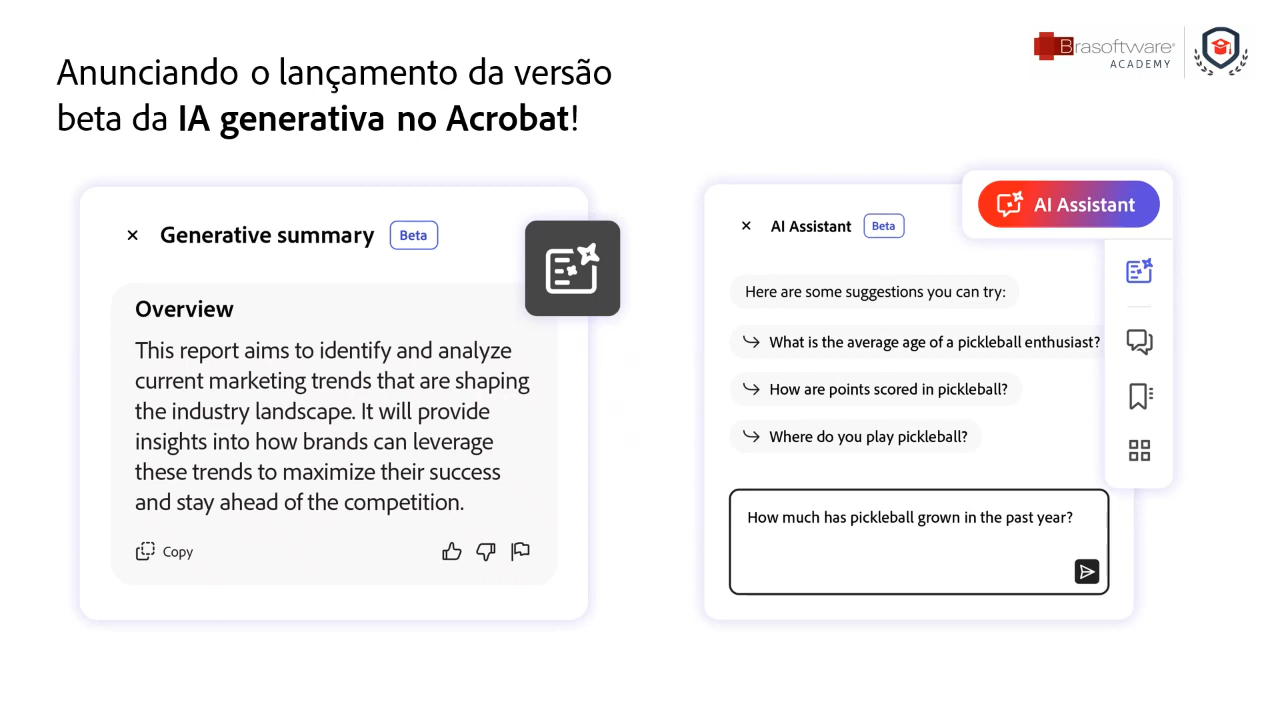 Anunciando o lançamento da versão
beta da IA generativa no Acrobat!
Brasoftware®
ACADEMY
Generative summary
Beta
Overview
This report aims to identify and analyze
current marketing trends that are shaping
the industry landscape. It will provide
insights into how brands can leverage
these trends to maximize their success
and stay ahead of the competition.
Copy
AI Assistant
AI Assistant
Beta
Here are some suggestions you can try:
What is the average age of a pickleball enthusiast?
How are points scored in pickleball?
Where do you play pickleball?
How much has pickleball grown in the past year?